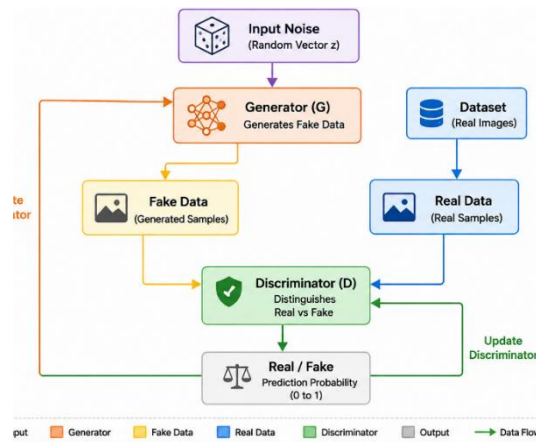 Input Noise
(Random Vector z)
Generator (G)
Generates Fake Data
Dataset
(Real Images)
Fake Data
(Generated Samples)
Real Data
(Real Samples)
Discriminator (D)
Distinguishes
Real vs Fake
Update
Discriminator
Real / Fake
Prediction Probability
(0 to 1)
Generator
Fake Data
Real Data
Discriminator
Output
Data Flow